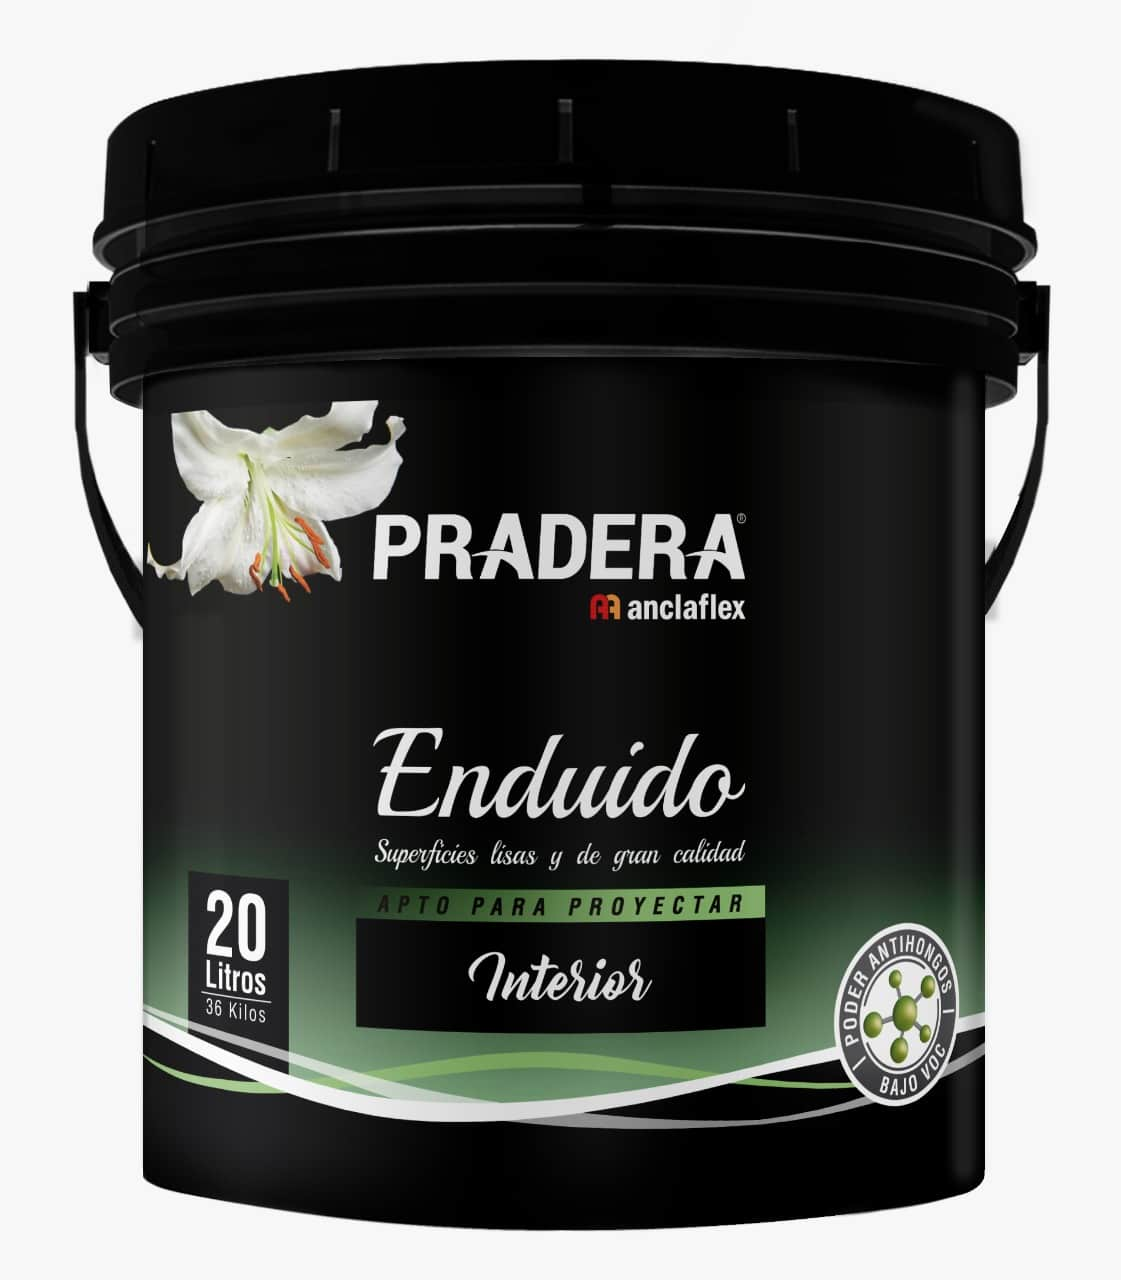 PRADERA®
anclaflex
Enduido
Superficies lisas y de gran calidad
APTO PARA PROYECTAR
Interior
20
Litros
36 Kilos
PODER ANTIHONGOS
BAJO VOC